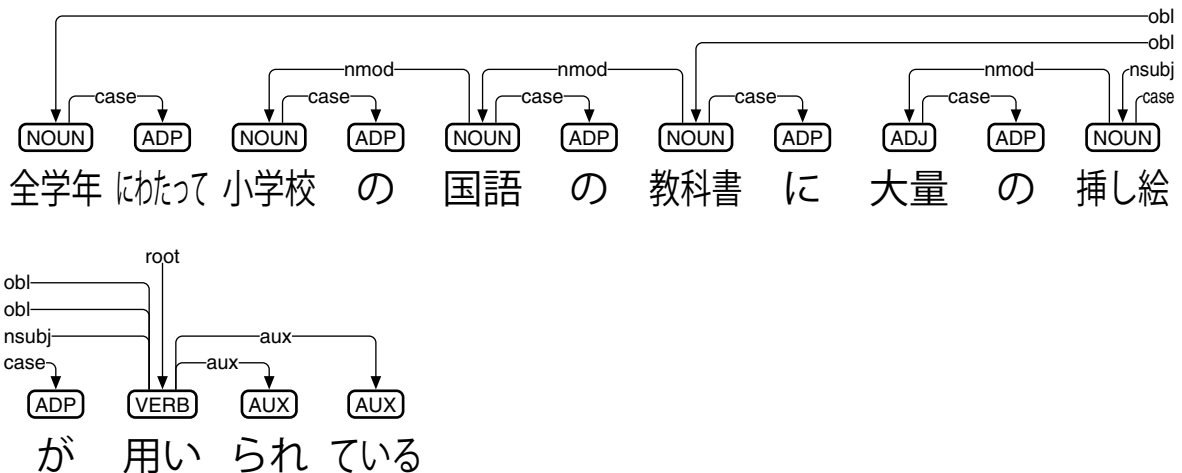 obl
obl
nmod nmod nmod nsubj
case case case case case case
NOUN ADP NOUN ADP NOUN ADP NOUN ADP ADJ ADP NOUN
全学年 にわたって 小学校 の 国語 の 教科書 に 大量 の 挿し絵
root
obl
obl
nsubj aux
case aux
ADP VERB AUX AUX
が 用い られ ている